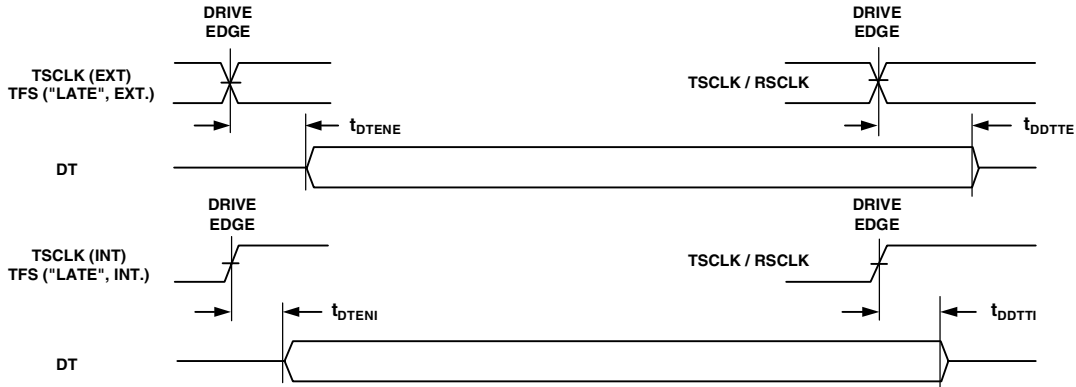 DRIVE
EDGE
DRIVE
EDGE
TSCLK (EXT)
TFS ("LATE", EXT.)
TSCLK / RSCLK
tDTENE
tDDTTE
DT
DRIVE
EDGE
DRIVE
EDGE
TSCLK (INT)
TFS ("LATE", INT.)
TSCLK / RSCLK
tDTENI
tDDTTI
DT